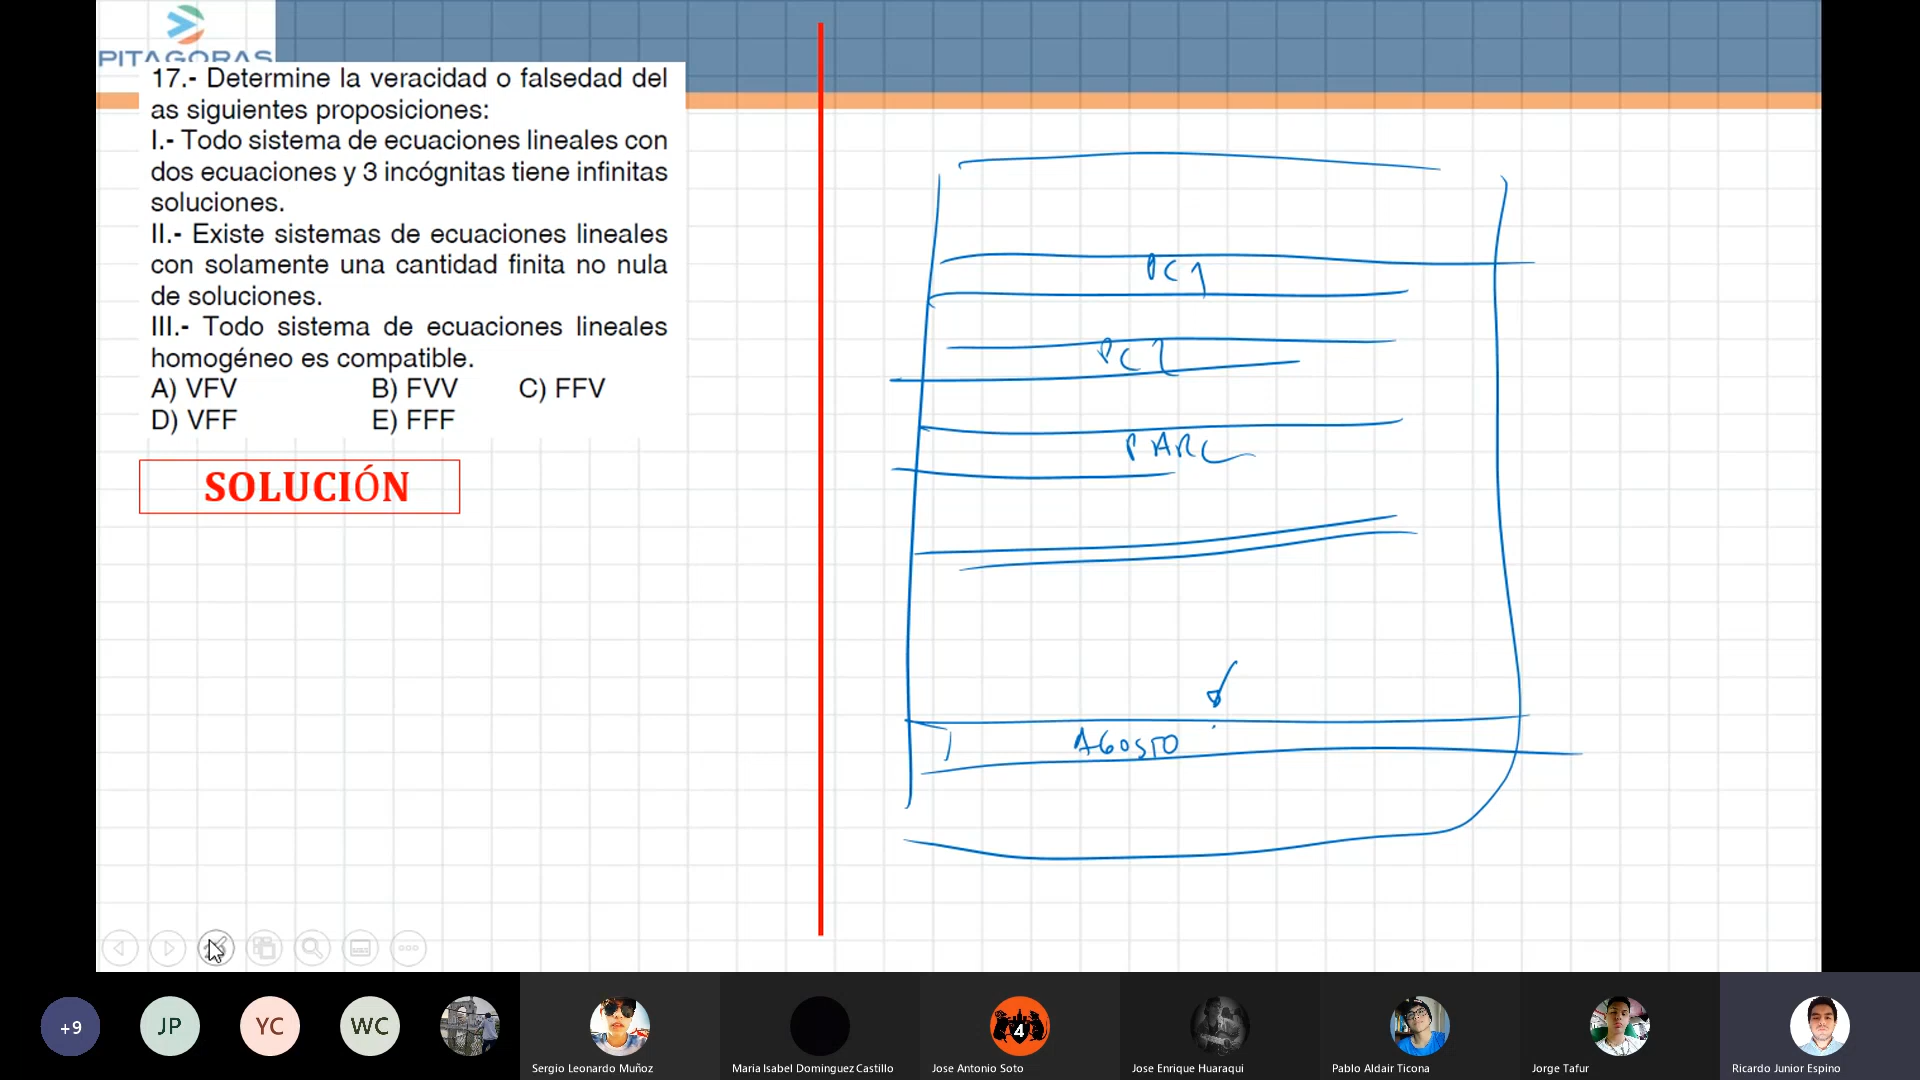 PITAGORAS
17.- Determine la veracidad o falsedad del
as siguientes proposiciones:
I.- Todo sistema de ecuaciones lineales con
dos ecuaciones y 3 incógnitas tiene infinitas
soluciones.
II.- Existe sistemas de ecuaciones lineales
con solamente una cantidad finita no nula
de soluciones.
III.- Todo sistema de ecuaciones lineales
homogéneo es compatible.
A) VFV B) FVV C) FFV
D) VFF E) FFF
SOLUCIÓN
PC1
PC2
PARC
AGOSTO
+9 JP YC WC 4
Sergio Leonardo Muñoz Maria Isabel Dominguez Castillo Jose Antonio Soto Jose Enrique Huaraqui Pablo Aldair Ticona Jorge Tafur Ricardo Junior Espino